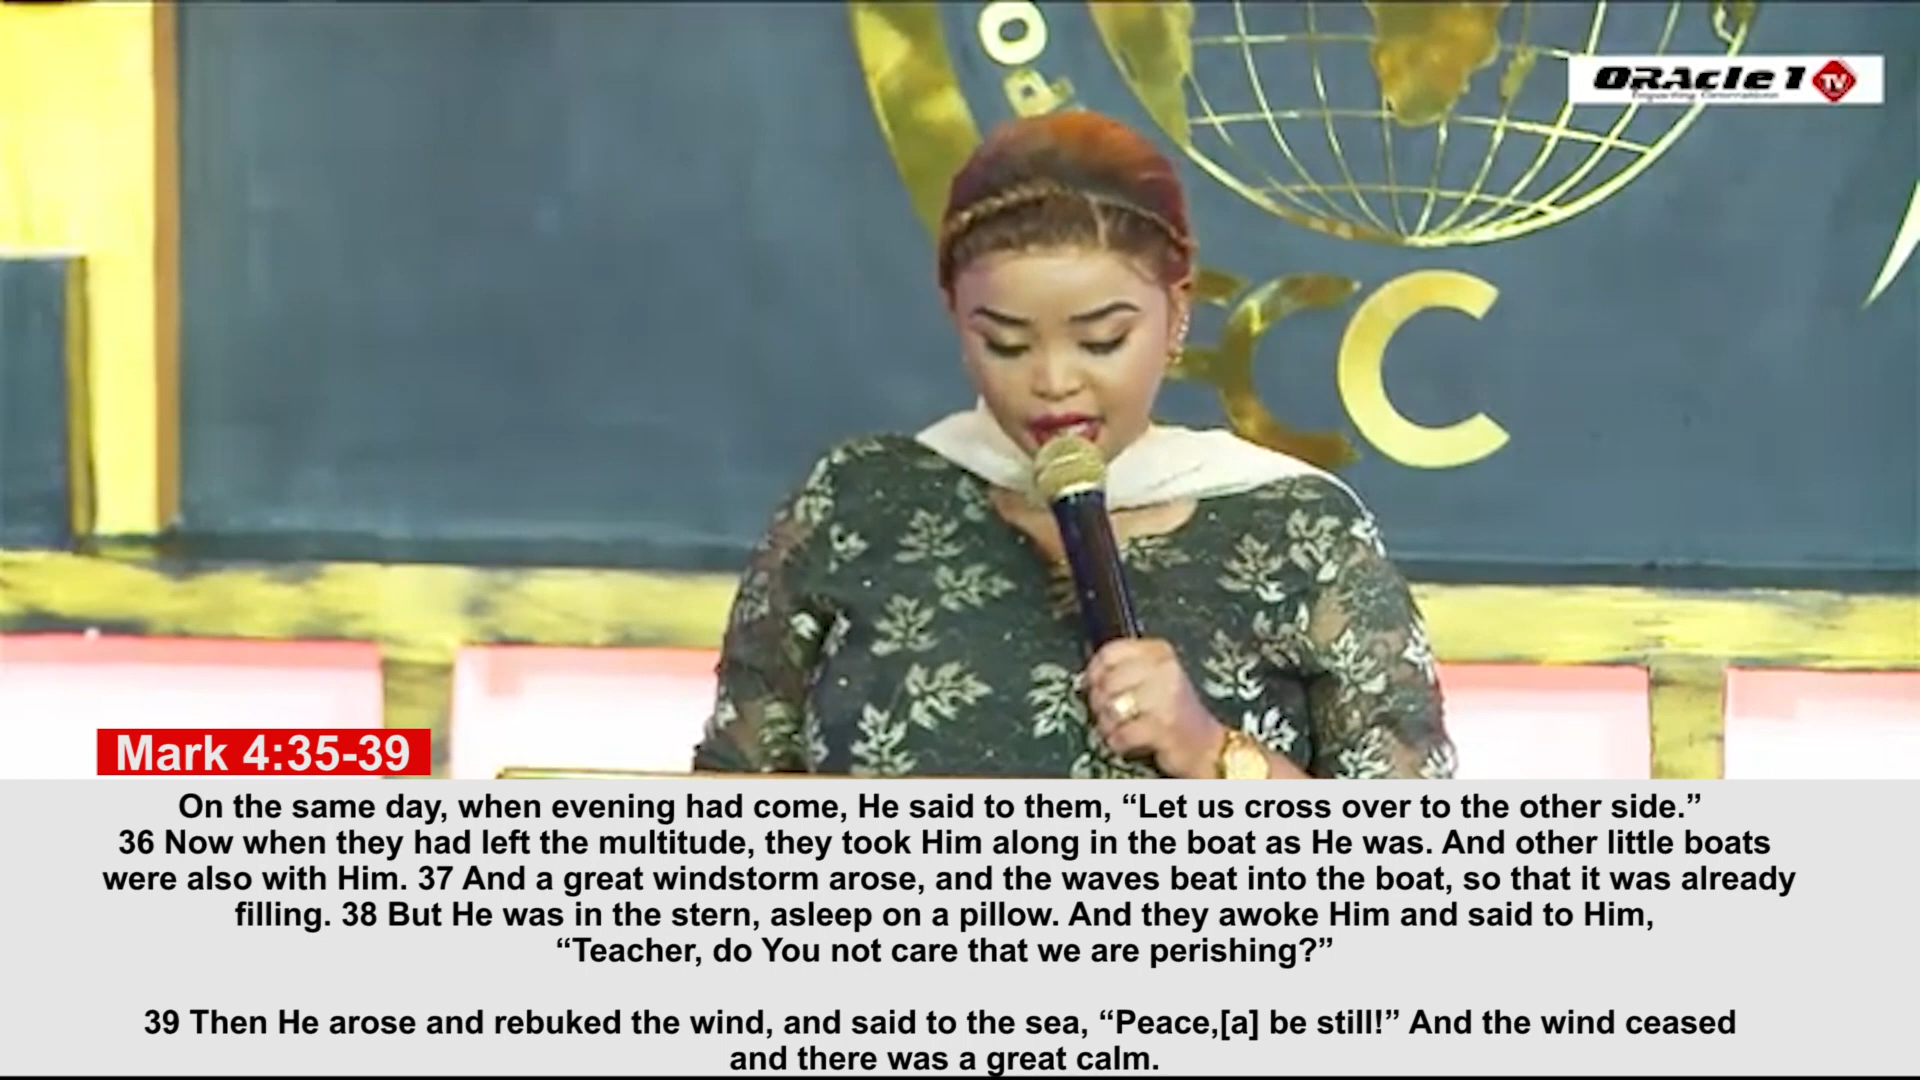 O
ORAcle 1 TV
Impacting Generations
CC
Mark 4:35-39
On the same day, when evening had come, He said to them, “Let us cross over to the other side.”
36 Now when they had left the multitude, they took Him along in the boat as He was. And other little boats
were also with Him. 37 And a great windstorm arose, and the waves beat into the boat, so that it was already
filling. 38 But He was in the stern, asleep on a pillow. And they awoke Him and said to Him,
“Teacher, do You not care that we are perishing?”
39 Then He arose and rebuked the wind, and said to the sea, “Peace,[a] be still!” And the wind ceased
and there was a great calm.